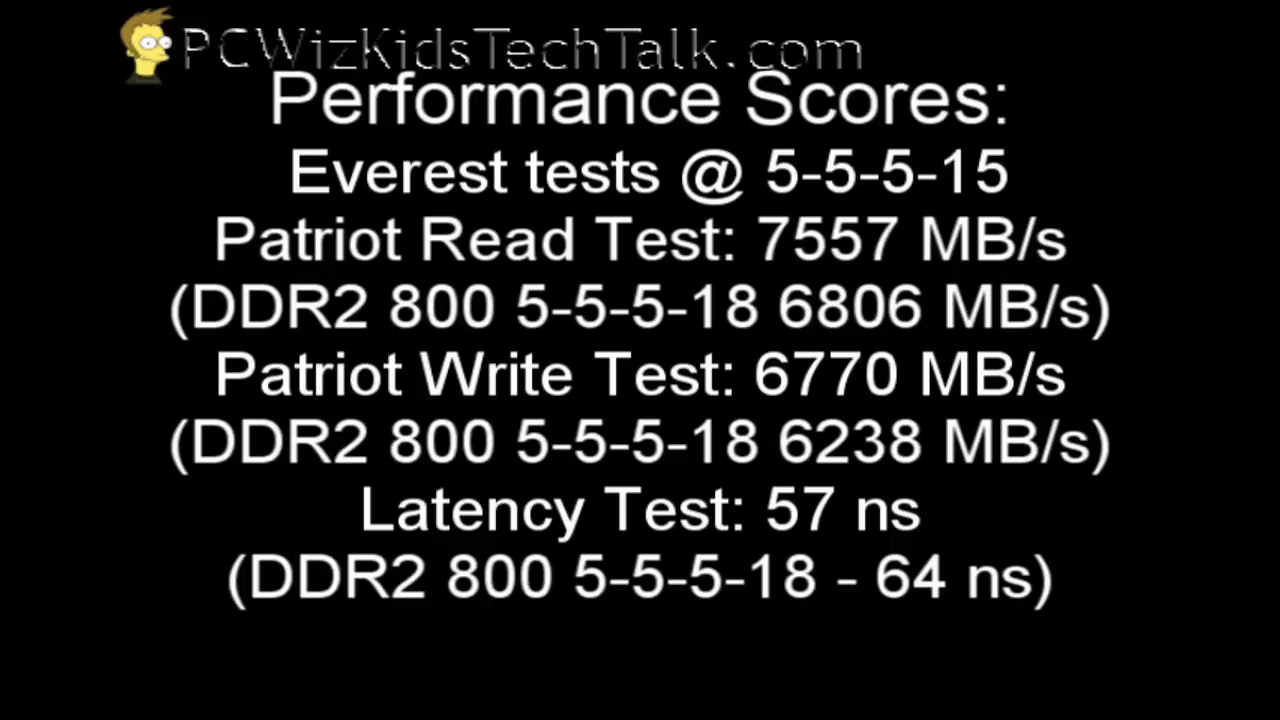 PCWizKidsTechTalk.com
Performance Scores:
Everest tests @ 5-5-5-15
Patriot Read Test: 7557 MB/s
(DDR2 800 5-5-5-18 6806 MB/s)
Patriot Write Test: 6770 MB/s
(DDR2 800 5-5-5-18 6238 MB/s)
Latency Test: 57 ns
(DDR2 800 5-5-5-18 - 64 ns)